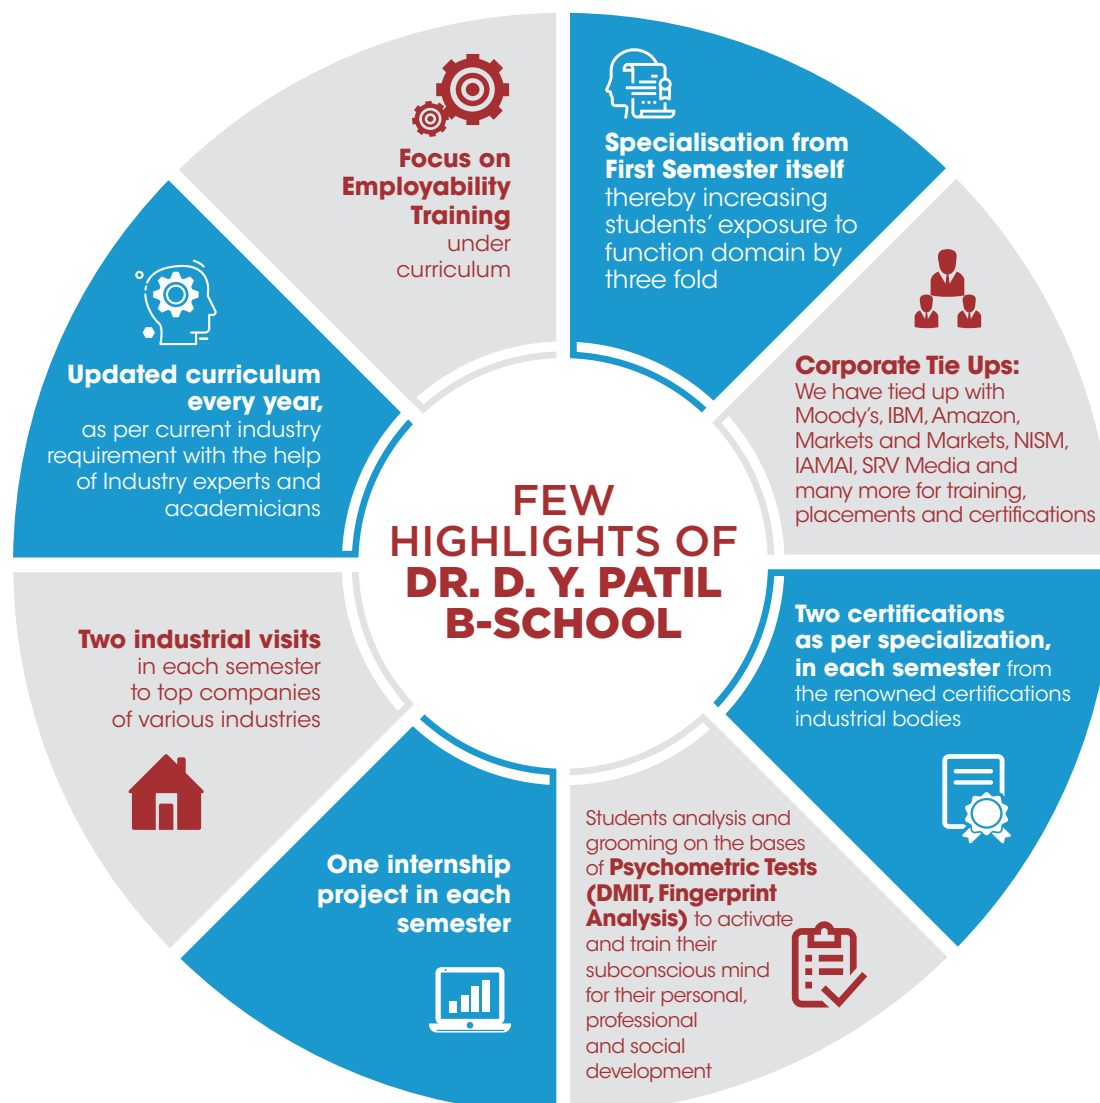 FEW
HIGHLIGHTS OF
DR. D. Y. PATIL
B-SCHOOL
Specialisation from
First Semester itself
thereby increasing
students' exposure to
function domain by
three fold
Corporate Tie Ups:
We have tied up with
Moody's, IBM, Amazon,
Markets and Markets, NISM,
IAMAI, SRV Media and
many more for training,
placements and certifications
Two certifications
as per specialization,
in each semester from
the renowned certifications
industrial bodies
Students analysis and
grooming on the bases
of Psychometric Tests
(DMIT, Fingerprint
Analysis) to activate
and train their
subconscious mind
for their personal,
professional
and social
development
One internship
project in each
semester
Two industrial visits
in each semester
to top companies
of various industries
Updated curriculum
every year,
as per current industry
requirement with the help
of Industry experts and
academicians
Focus on
Employability
Training
under
curriculum